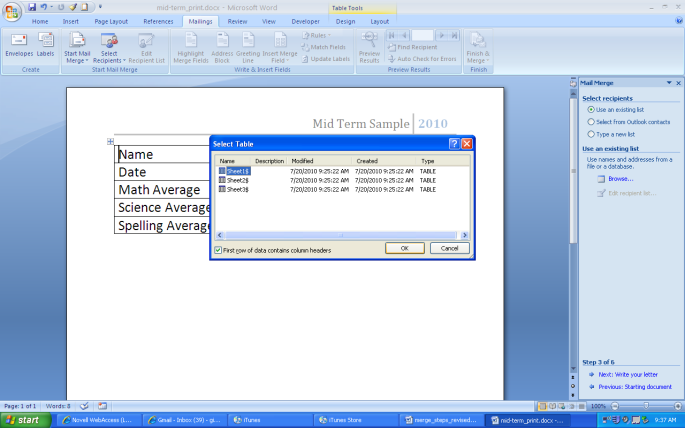 mid-term_print.docx - Microsoft Word
Table Tools
Home Insert Page Layout References Mailings Review View Developer Design Layout
Envelopes Labels
Create
Start Mail Merge Select Recipients Edit Recipient List
Start Mail Merge
Highlight Merge Fields Address Block Greeting Line Insert Merge Field
Rules
Match Fields
Update Labels
Write & Insert Fields
Preview Results
Find Recipient
Auto Check for Errors
Preview Results
Finish & Merge
Finish
Mid Term Sample 2010
Name
Date
Math Average
Science Average
Spelling Average
Select Table
Name Description Modified Created Type
Sheet1$ 7/20/2010 9:25:22 AM 7/20/2010 9:25:22 AM TABLE
Sheet2$ 7/20/2010 9:25:22 AM 7/20/2010 9:25:22 AM TABLE
Sheet3$ 7/20/2010 9:25:22 AM 7/20/2010 9:25:22 AM TABLE
First row of data contains column headers
OK Cancel
Mail Merge
Select recipients
Use an existing list
Select from Outlook contacts
Type a new list
Use an existing list
Use names and addresses from a
file or a database.
Browse...
Edit recipient list...
Step 3 of 6
Next: Write your letter
Previous: Starting document
Page: 1 of 1 Words: 8 100%
start Novell WebAccess (L... Gmail - Inbox (39) - gi... iTunes iTunes Store merge_steps_revised... mid-term_print.docx -... 9:37 AM